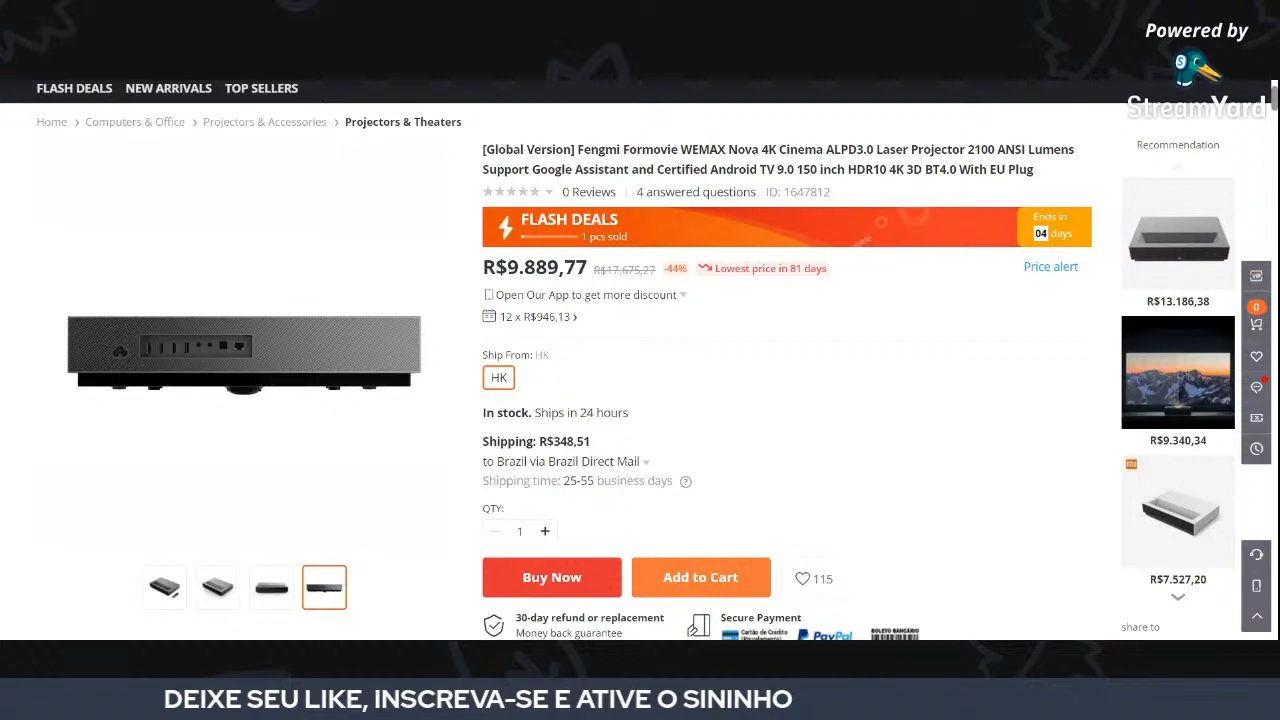 Powered by
StreamYard
FLASH DEALS NEW ARRIVALS TOP SELLERS
Home › Computers & Office › Projectors & Accessories › Projectors & Theaters
[Global Version] Fengmi Formovie WEMAX Nova 4K Cinema ALPD3.0 Laser Projector 2100 ANSI Lumens
Support Google Assistant and Certified Android TV 9.0 150 inch HDR10 4K 3D BT4.0 With EU Plug
0 Reviews 4 answered questions ID: 1647812
FLASH DEALS
1 pcs sold
Ends in
04 days
R$9.889,77 R$17.675,27 -44% Lowest price in 81 days
Price alert
Open Our App to get more discount
12 x R$946,13 ›
Ship From: HK
HK
In stock. Ships in 24 hours
Shipping: R$348,51
to Brazil via Brazil Direct Mail
Shipping time: 25-55 business days ?
QTY:
− 1 +
Buy Now
Add to Cart
115
30-day refund or replacement
Money back guarantee
Secure Payment
Cartão de Crédito
PayPal
BOLETO BANCÁRIO
Recommendation
R$13.186,38
R$9.340,34
mi
R$7.527,20
share to
VIP
0
DEIXE SEU LIKE, INSCREVA-SE E ATIVE O SININHO